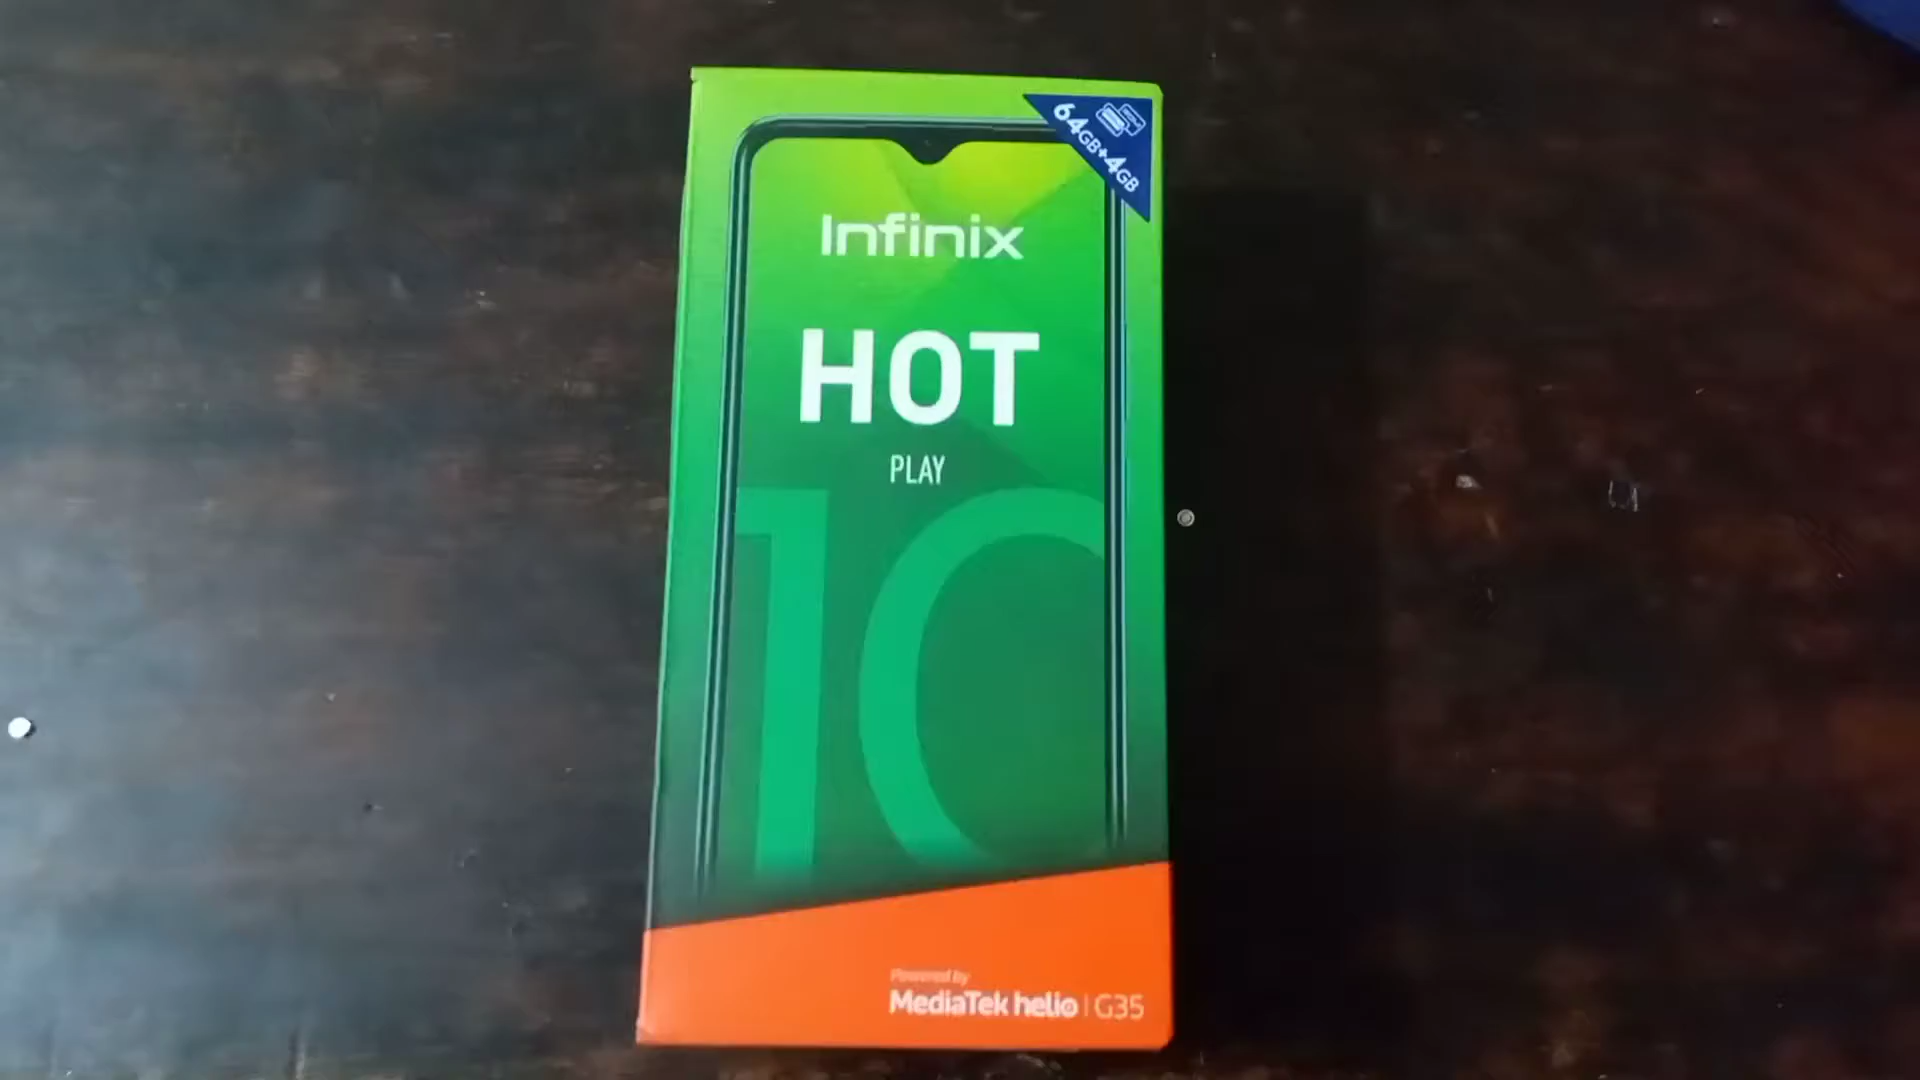 64GB+4GB
Infinix
HOT
PLAY
10
Powered by
MediaTek helio | G35